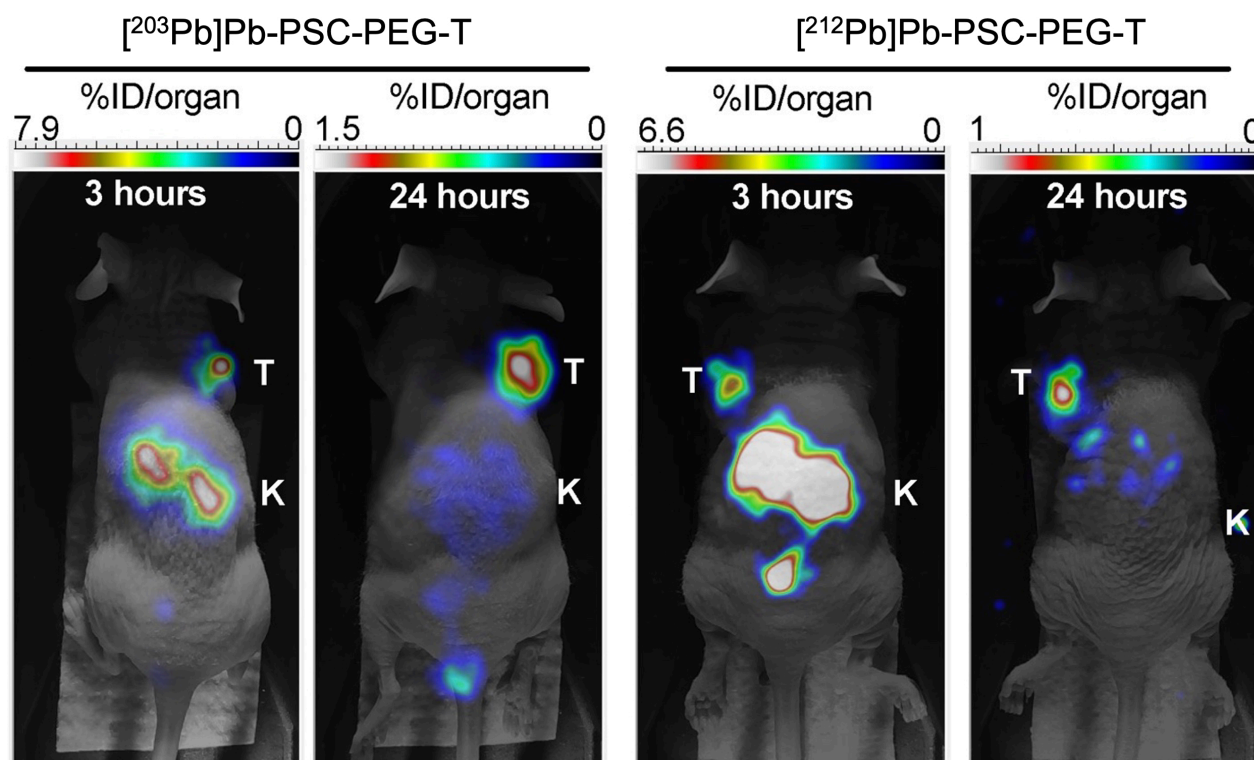 [²⁰³Pb]Pb-PSC-PEG-T [²¹²Pb]Pb-PSC-PEG-T
%ID/organ %ID/organ %ID/organ %ID/organ
7.9 0 1.5 0 6.6 0 1 0
3 hours 24 hours 3 hours 24 hours
T T T T
K K K K